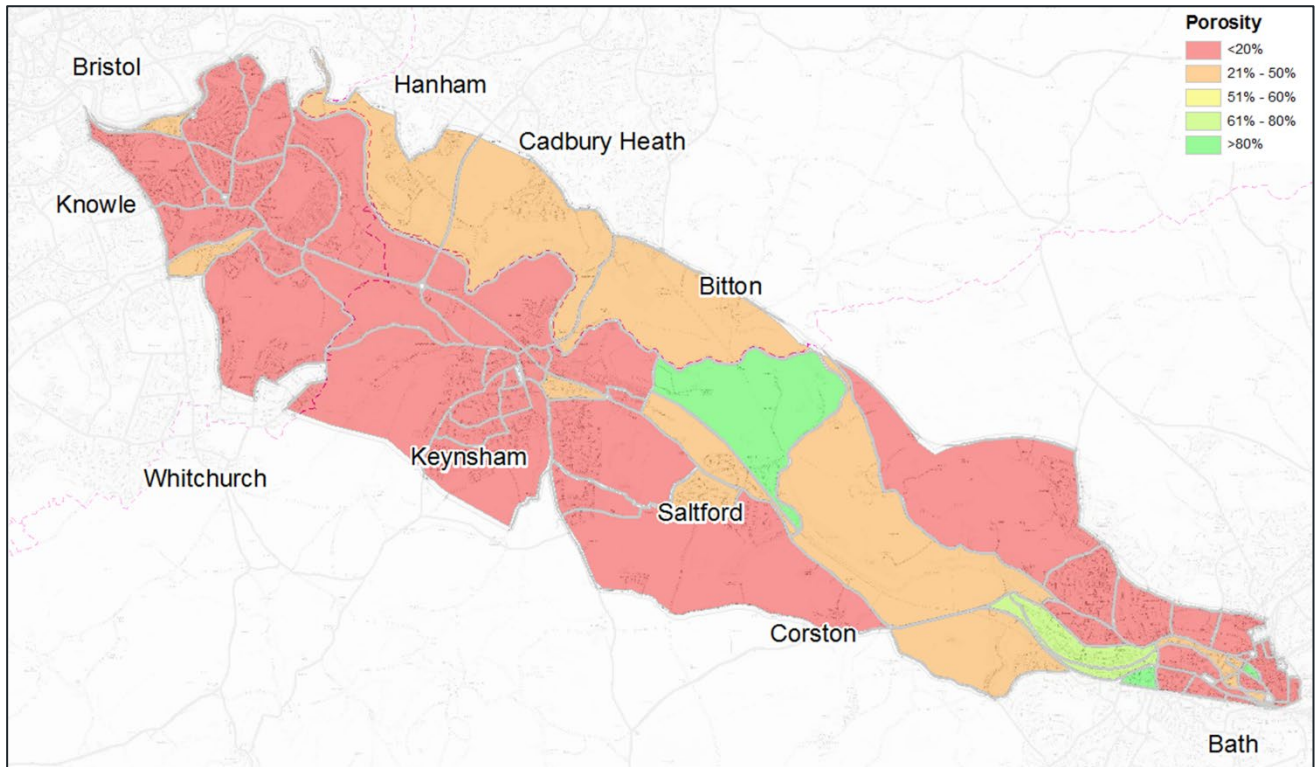 Porosity
<20%
21% - 50%
51% - 60%
61% - 80%
>80%
Bristol
Hanham
Cadbury Heath
Knowle
Bitton
Keynsham
Whitchurch
Saltford
Corston
Bath